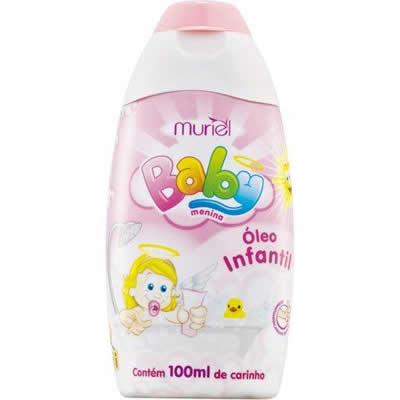 muriel
Baby
menina
Óleo
Infantil
Contém 100ml de carinho